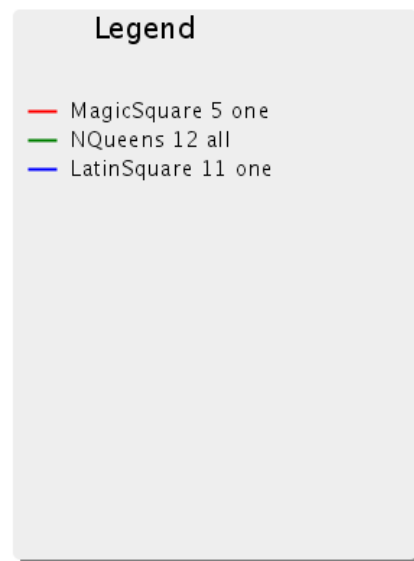 Legend
MagicSquare 5 one
NQueens 12 all
LatinSquare 11 one